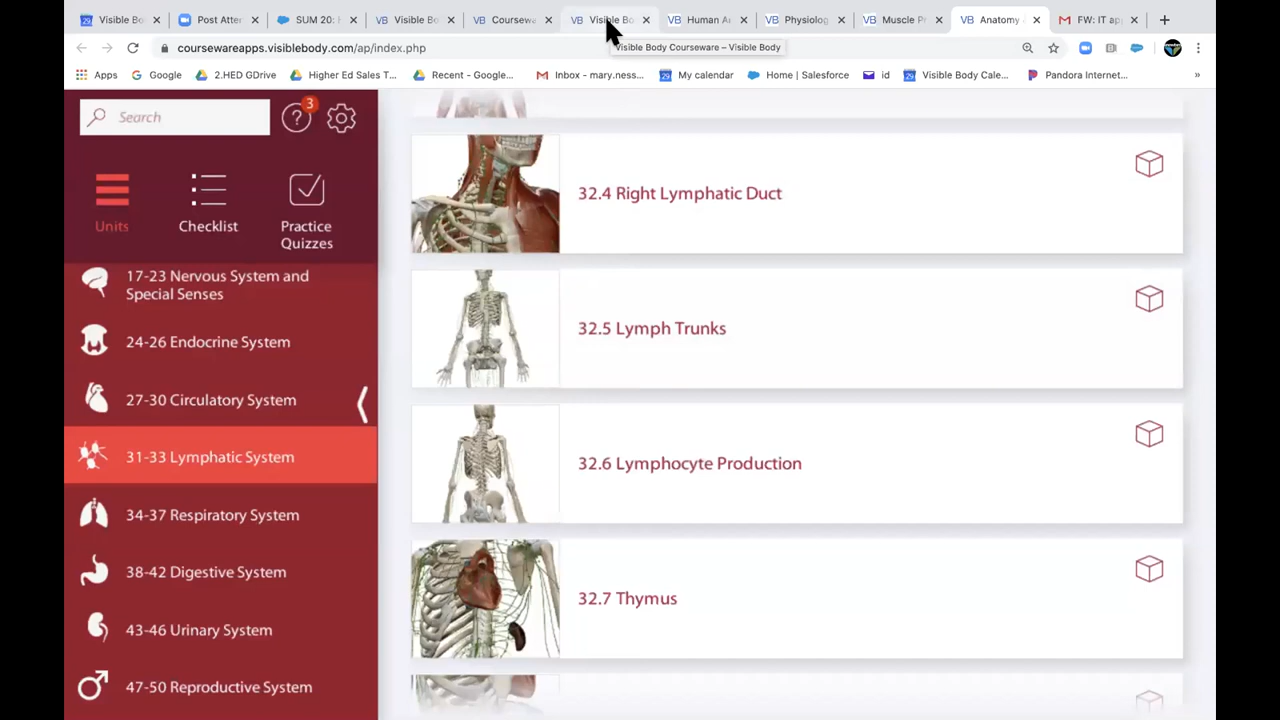 Visible Bo
Post Atter
SUM 20: H
Visible Bo
Coursewa
Visible Bo
Human An
Physiolog
Muscle Pr
Anatomy &
FW: IT app
coursewareapps.visiblebody.com/ap/index.php
Visible Body Courseware – Visible Body
Apps
Google
2.HED GDrive
Higher Ed Sales T...
Recent - Google...
Inbox - mary.ness...
My calendar
Home | Salesforce
id
Visible Body Cale...
Pandora Internet...
»
Search
3
Units
Checklist
Practice
Quizzes
17-23 Nervous System and
Special Senses
24-26 Endocrine System
27-30 Circulatory System
31-33 Lymphatic System
34-37 Respiratory System
38-42 Digestive System
43-46 Urinary System
47-50 Reproductive System
32.4 Right Lymphatic Duct
32.5 Lymph Trunks
32.6 Lymphocyte Production
32.7 Thymus